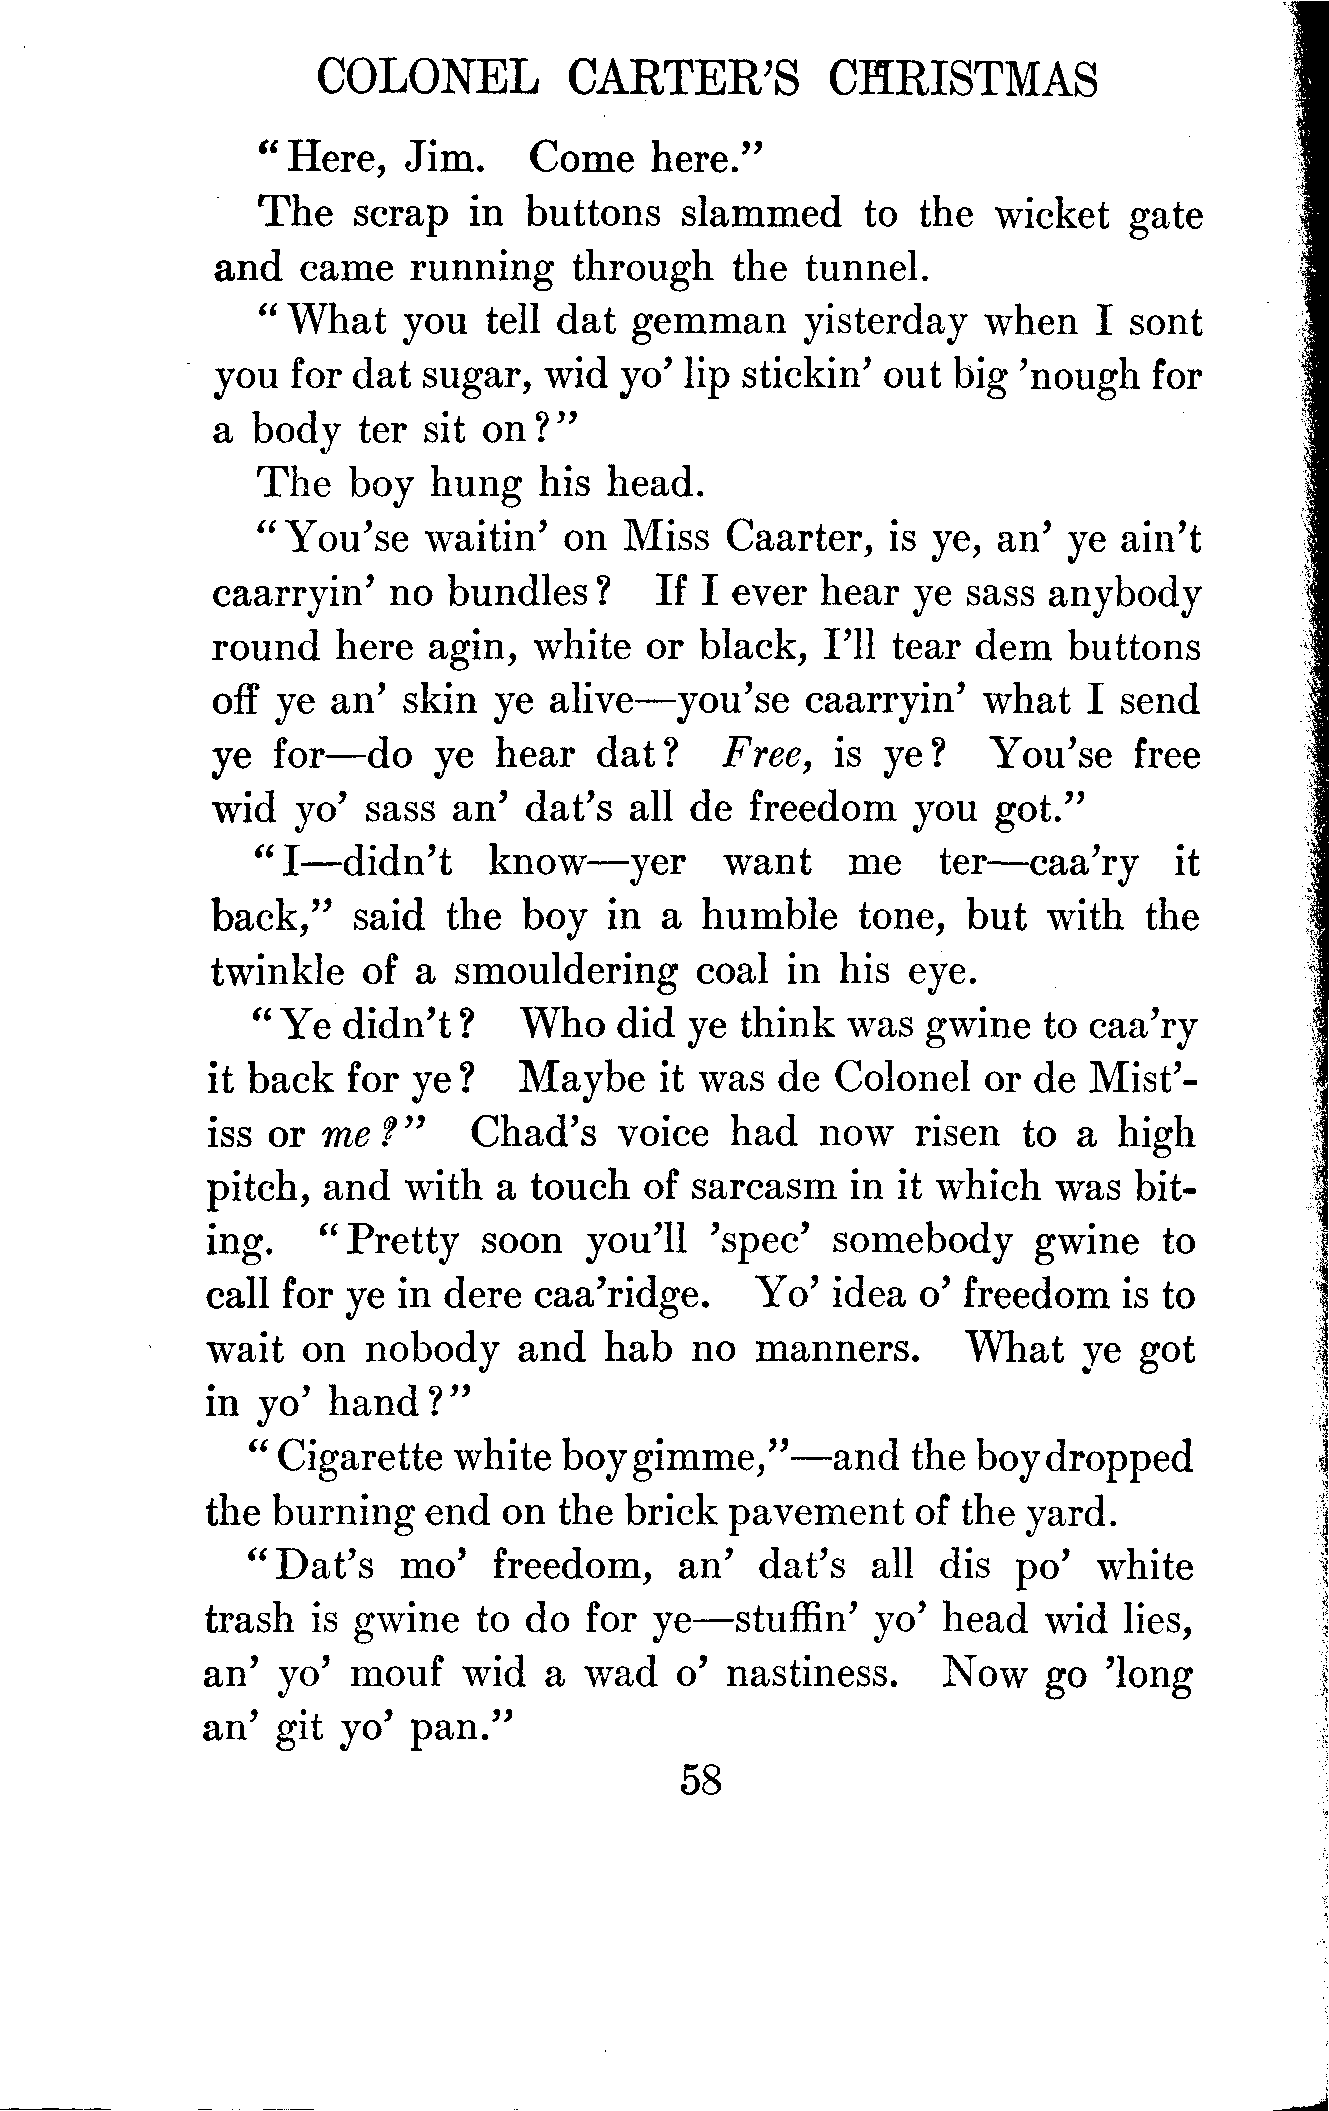 COLONEL CARTER'S CHRISTMAS
“Here, Jim. Come here.”
The scrap in buttons slammed to the wicket gate
and came running through the tunnel.
“What you tell dat gemman yisterday when I sont
you for dat sugar, wid yo' lip stickin' out big 'nough for
a body ter sit on?”
The boy hung his head.
“You'se waitin' on Miss Caarter, is ye, an' ye ain't
caarryin' no bundles? If I ever hear ye sass anybody
round here agin, white or black, I'll tear dem buttons
off ye an' skin ye alive—you'se caarryin' what I send
ye for—do ye hear dat? Free, is ye? You'se free
wid yo' sass an' dat's all de freedom you got.”
“I—didn't know—yer want me ter—caa'ry it
back,” said the boy in a humble tone, but with the
twinkle of a smouldering coal in his eye.
“Ye didn't? Who did ye think was gwine to caa'ry
it back for ye? Maybe it was de Colonel or de Mist'-
iss or me?” Chad's voice had now risen to a high
pitch, and with a touch of sarcasm in it which was bit-
ing. “Pretty soon you'll 'spec' somebody gwine to
call for ye in dere caa'ridge. Yo' idea o' freedom is to
wait on nobody and hab no manners. What ye got
in yo' hand?”
“Cigarette white boy gimme,”—and the boy dropped
the burning end on the brick pavement of the yard.
“Dat's mo' freedom, an' dat's all dis po' white
trash is gwine to do for ye—stuffin' yo' head wid lies,
an' yo' mouf wid a wad o' nastiness. Now go 'long
an' git yo' pan.”
58